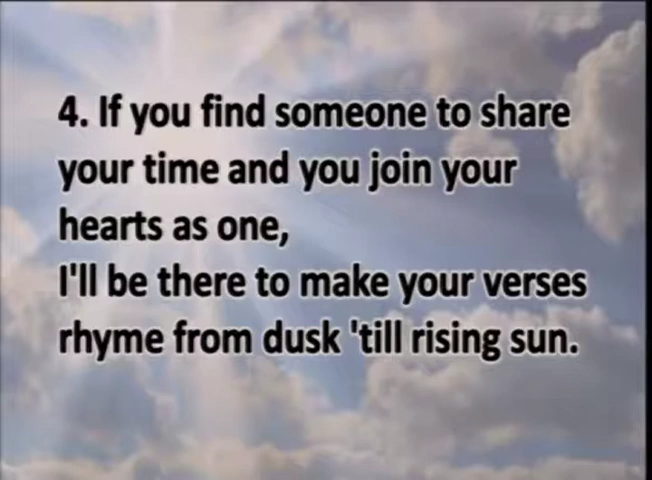 4. If you find someone to share
your time and you join your
hearts as one,
I'll be there to make your verses
rhyme from dusk 'till rising sun.